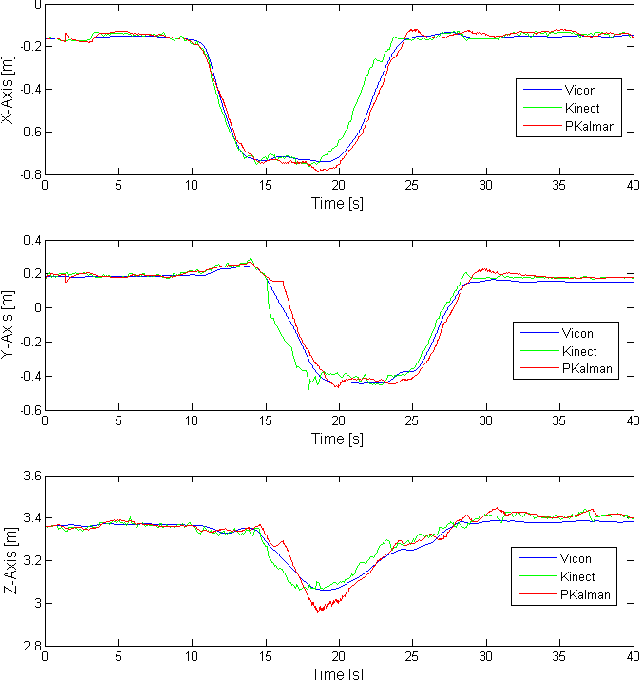 0
-0.2
-0.4
0.6
-0.8
X-Axis [m]
0 5 10 15 20 25 30 35 40
Time [s]
Vicor
Kinect
PKalmar
0.4
0.2
0
-0.2
-0.4
-0.6
Y-Axis [m]
0 5 10 15 20 25 30 35 40
Time [s]
Vicon
Kinec:
PKalman
3.6
3.4
3.2
3
2.8
Z-Axis [m]
0 5 10 15 20 25 30 35 40
Time [s]
Vicon
Kinect
PKalman